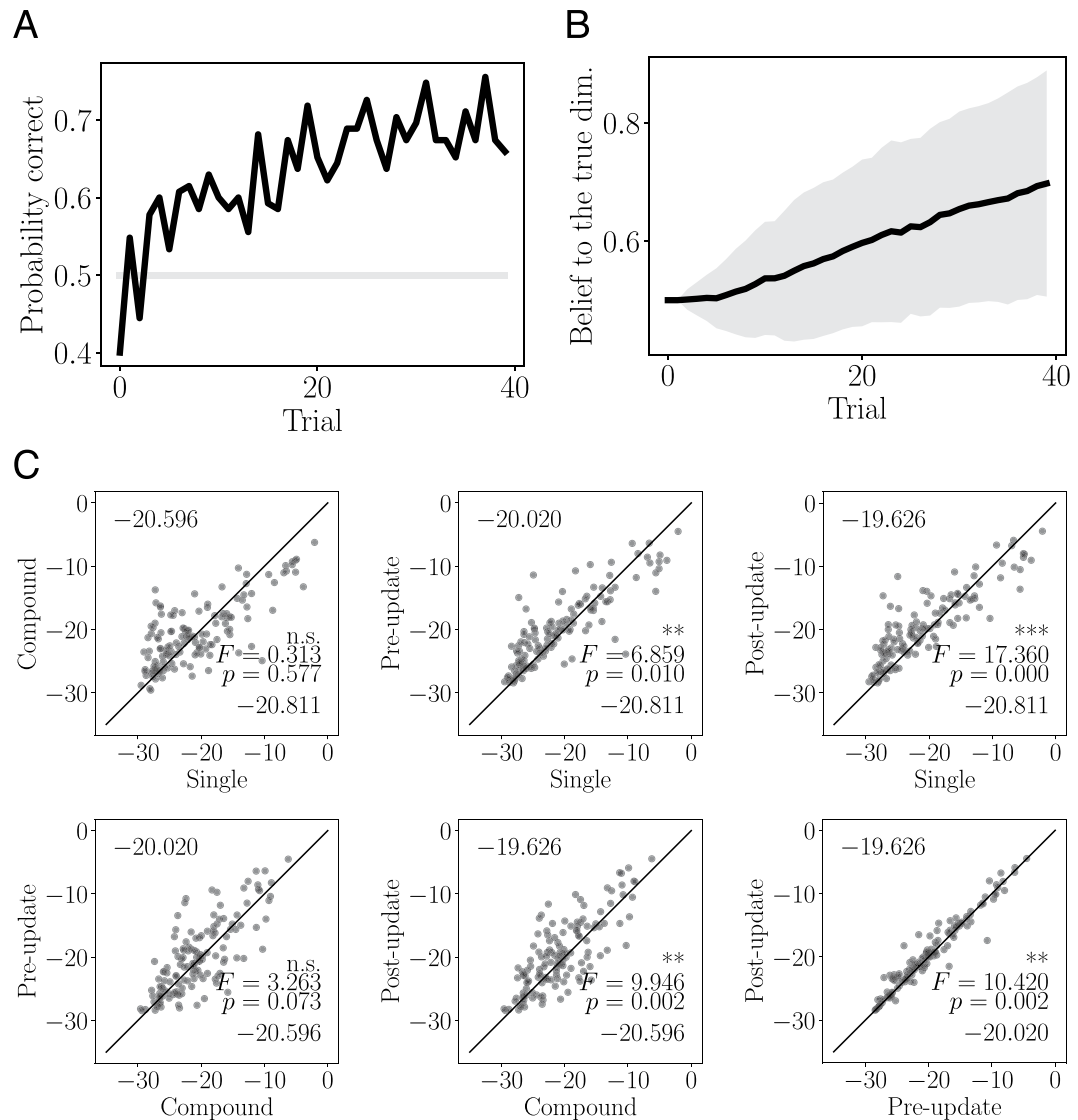 A
Probability correct
0.7
0.6
0.5
0.4
0 20 40
Trial
B
Belief to the true dim.
0.8
0.6
0 20 40
Trial
C
Compound
0
−10
−20
−30
−20.596
n.s.
F = 0.313
p = 0.577
−20.811
−30 −20 −10 0
Single
Pre-update
0
−10
−20
−30
−20.020
**
F = 6.859
p = 0.010
−20.811
−30 −20 −10 0
Single
Post-update
0
−10
−20
−30
−19.626
***
F = 17.360
p = 0.000
−20.811
−30 −20 −10 0
Single
Pre-update
0
−10
−20
−30
−20.020
n.s.
F = 3.263
p = 0.073
−20.596
−30 −20 −10 0
Compound
Post-update
0
−10
−20
−30
−19.626
**
F = 9.946
p = 0.002
−20.596
−30 −20 −10 0
Compound
Post-update
0
−10
−20
−30
−19.626
**
F = 10.420
p = 0.002
−20.020
−30 −20 −10 0
Pre-update